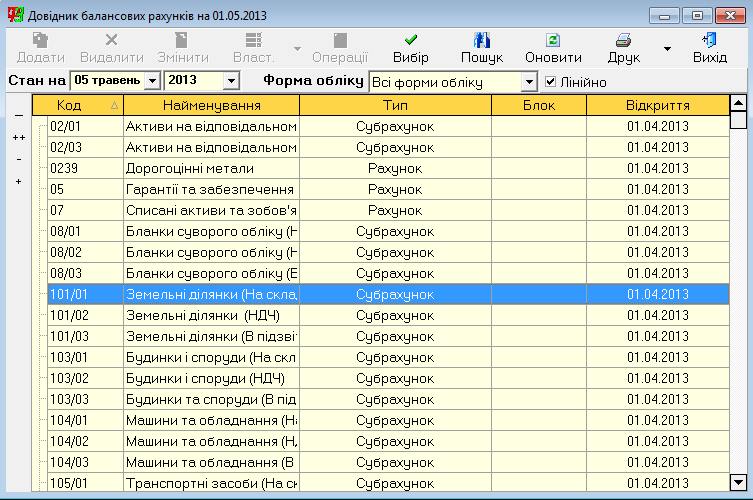 Довідник балансових рахунків на 01.05.2013
Додати Видалити Змінити Власт. Операції Вибір Пошук Оновити Друк Вихід
Стан на 05 травень 2013 Форма обліку Всі форми обліку Лінійно
Код Найменування Тип Блок Відкриття
02/01 Активи на відповідальном Субрахунок 01.04.2013
02/03 Активи на відповідальном Субрахунок 01.04.2013
0239 Дорогоцінні метали Рахунок 01.04.2013
05 Гарантії та забезпечення Рахунок 01.04.2013
07 Списані активи та зобов'я Рахунок 01.04.2013
08/01 Бланки суворого обліку (Н Субрахунок 01.04.2013
08/02 Бланки суворого обліку (Н Субрахунок 01.04.2013
08/03 Бланки суворого обліку (В Субрахунок 01.04.2013
101/01 Земельні ділянки (На скла, Субрахунок 01.04.2013
101/02 Земельні ділянки (НДЧ) Субрахунок 01.04.2013
101/03 Земельні ділянки (В підзвіт Субрахунок 01.04.2013
103/01 Будинки і споруди (На скл Субрахунок 01.04.2013
103/02 Будинки і споруди (НДЧ) Субрахунок 01.04.2013
103/03 Будинки та споруди (В під Субрахунок 01.04.2013
104/01 Машини та обладнання (На Субрахунок 01.04.2013
104/02 Машини та обладнання (НД Субрахунок 01.04.2013
104/03 Машини та обладнання (В Субрахунок 01.04.2013
105/01 Транспортні засоби (На ск Субрахунок 01.04.2013